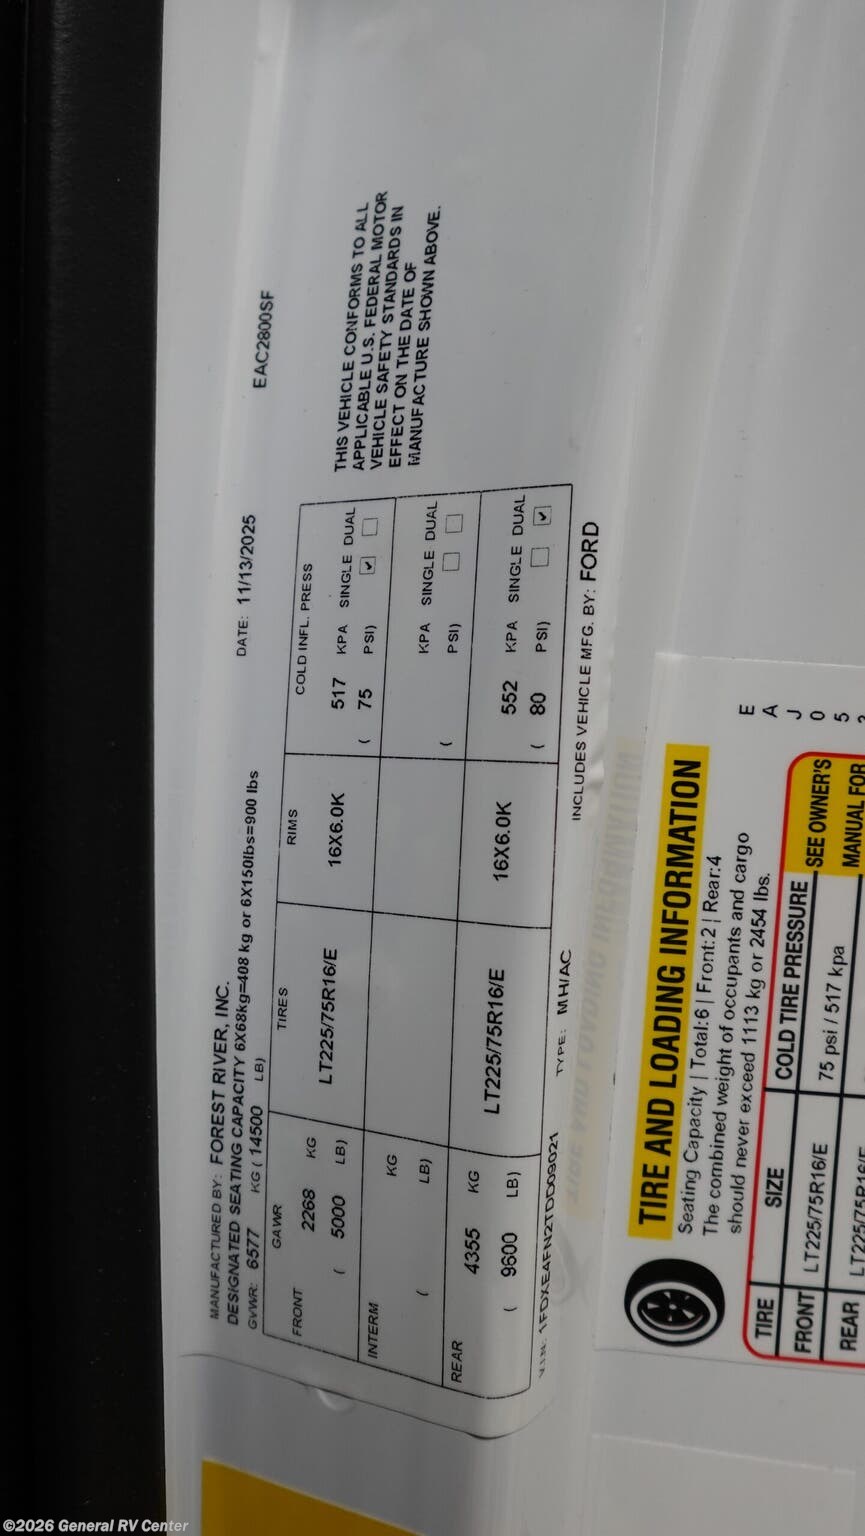 MANUFACTURED BY: FOREST RIVER, INC.
DESIGNATED SEATING CAPACITY 6X68kg=408 kg or 6X150lbs=900 lbs
GVWR: 6577 KG ( 14500 LB) DATE: 11/13/2025 EAC2800SF
GAWR TIRES RIMS COLD INFL. PRESS
FRONT 2268 KG LT225/75R16/E 16X6.0K 517 KPA SINGLE DUAL
( 5000 LB) ( 75 PSI)
INTERM KG KPA SINGLE DUAL
( LB) ( PSI)
REAR 4355 KG LT225/75R16/E 16X6.0K 552 KPA SINGLE DUAL
( 9600 LB) ( 80 PSI)
THIS VEHICLE CONFORMS TO ALL
APPLICABLE U.S. FEDERAL MOTOR
VEHICLE SAFETY STANDARDS IN
EFFECT ON THE DATE OF
MANUFACTURE SHOWN ABOVE.
V.I.N: 1FDXE4FN2TDD09021 TYPE: MH/AC INCLUDES VEHICLE MFG. BY: FORD
TIRE AND LOADING INFORMATION
Seating Capacity | Total:6 | Front:2 | Rear:4
The combined weight of occupants and cargo
should never exceed 1113 kg or 2454 lbs.
TIRE SIZE COLD TIRE PRESSURE
SEE OWNER'S
FRONT LT225/75R16/E 75 psi / 517 kpa
MANUAL FOR
REAR LT225/75R16/E
E
A
J
0
5
©2026 General RV Center